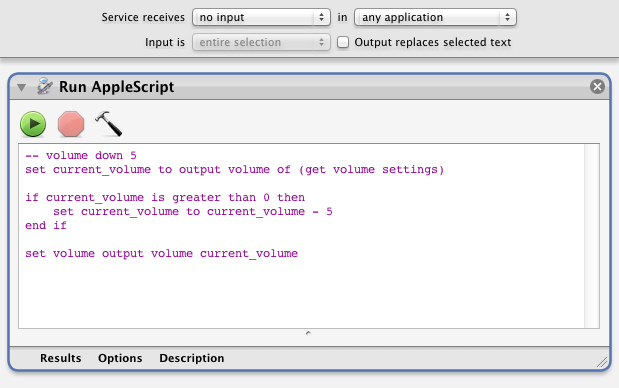 Service receives no input in any application
Input is entire selection Output replaces selected text
Run AppleScript
-- volume down 5
set current_volume to output volume of (get volume settings)
if current_volume is greater than 0 then
    set current_volume to current_volume - 5
end if
set volume output volume current_volume
Results Options Description